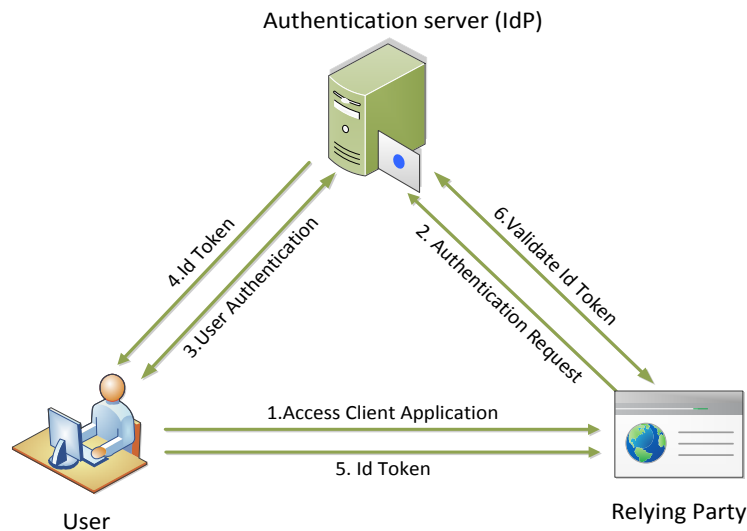 Authentication server (IdP)
4.Id Token
3.User Authentication
2. Authentication Request
6.Validate Id Token
1.Access Client Application
5. Id Token
User
Relying Party